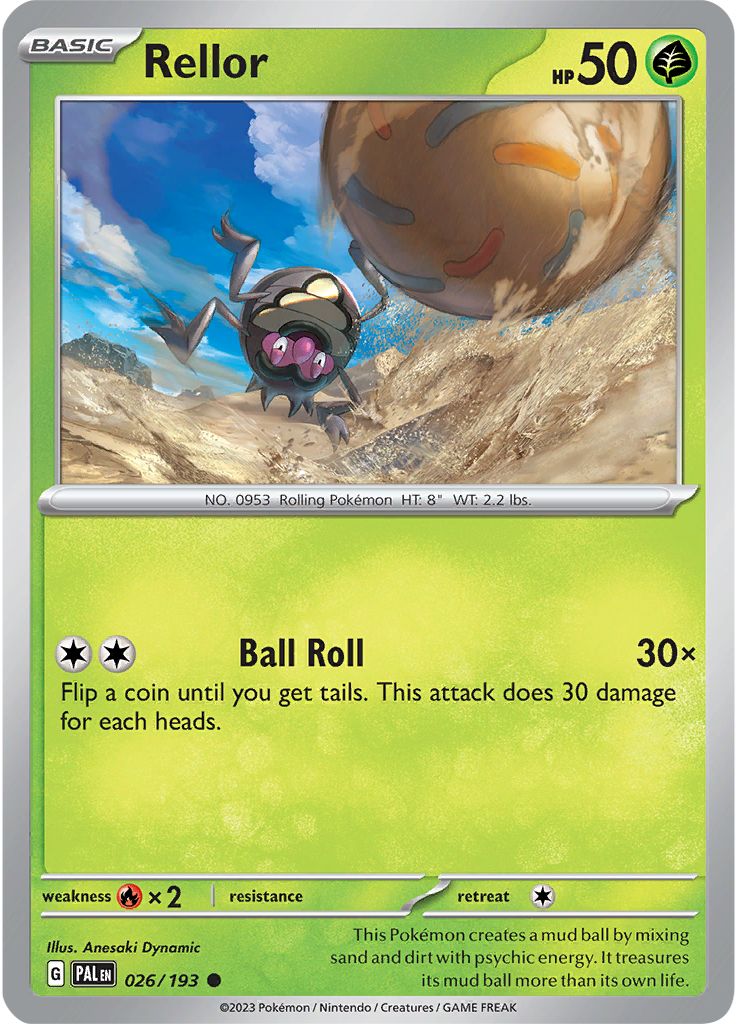 BASIC Rellor HP 50
NO. 0953 Rolling Pokémon HT: 8" WT: 2.2 lbs.
Ball Roll 30×
Flip a coin until you get tails. This attack does 30 damage
for each heads.
weakness × 2 resistance retreat
Illus. Anesaki Dynamic
G PAL EN 026/193
This Pokémon creates a mud ball by mixing
sand and dirt with psychic energy. It treasures
its mud ball more than its own life.
©2023 Pokémon / Nintendo / Creatures / GAME FREAK